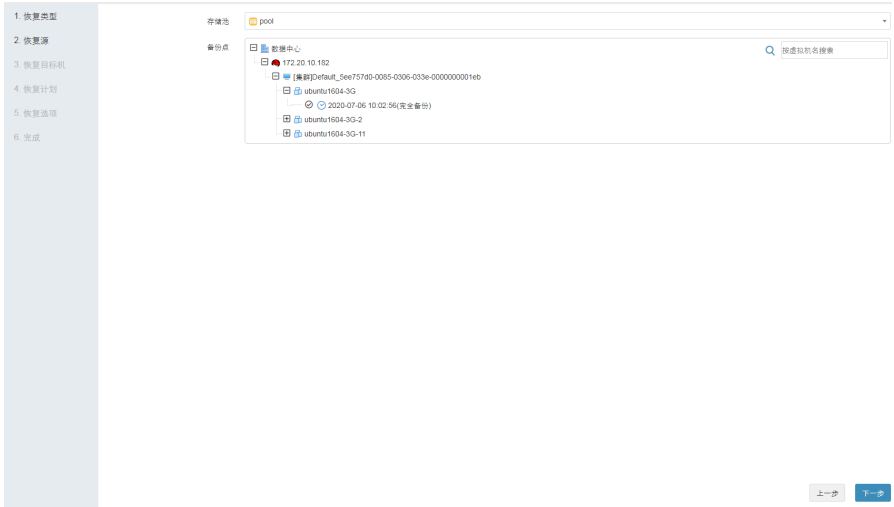 1. 恢复类型
2. 恢复源
3. 恢复目标机
4. 恢复计划
5. 恢复选项
6. 完成
存储池
pool
备份点
数据中心
按虚拟机名搜索
172.20.10.182
[集群]Default_5ee757d0-0085-0306-033e-0000000001eb
ubuntu1604-3G
2020-07-06 10:02:56(完全备份)
ubuntu1604-3G-2
ubuntu1604-3G-11
上一步
下一步